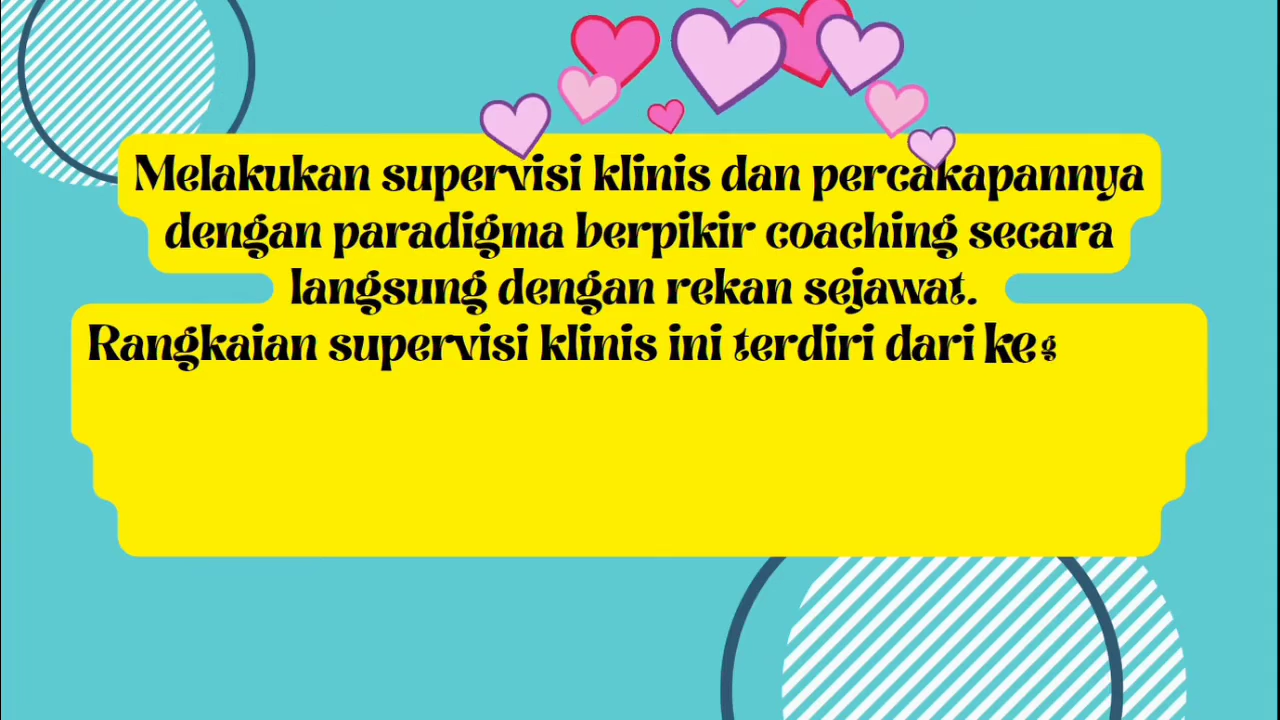 Melakukan supervisi klinis dan percakapannya
dengan paradigma berpikir coaching secara
langsung dengan rekan sejawat.
Rangkaian supervisi klinis ini terdiri dari keg